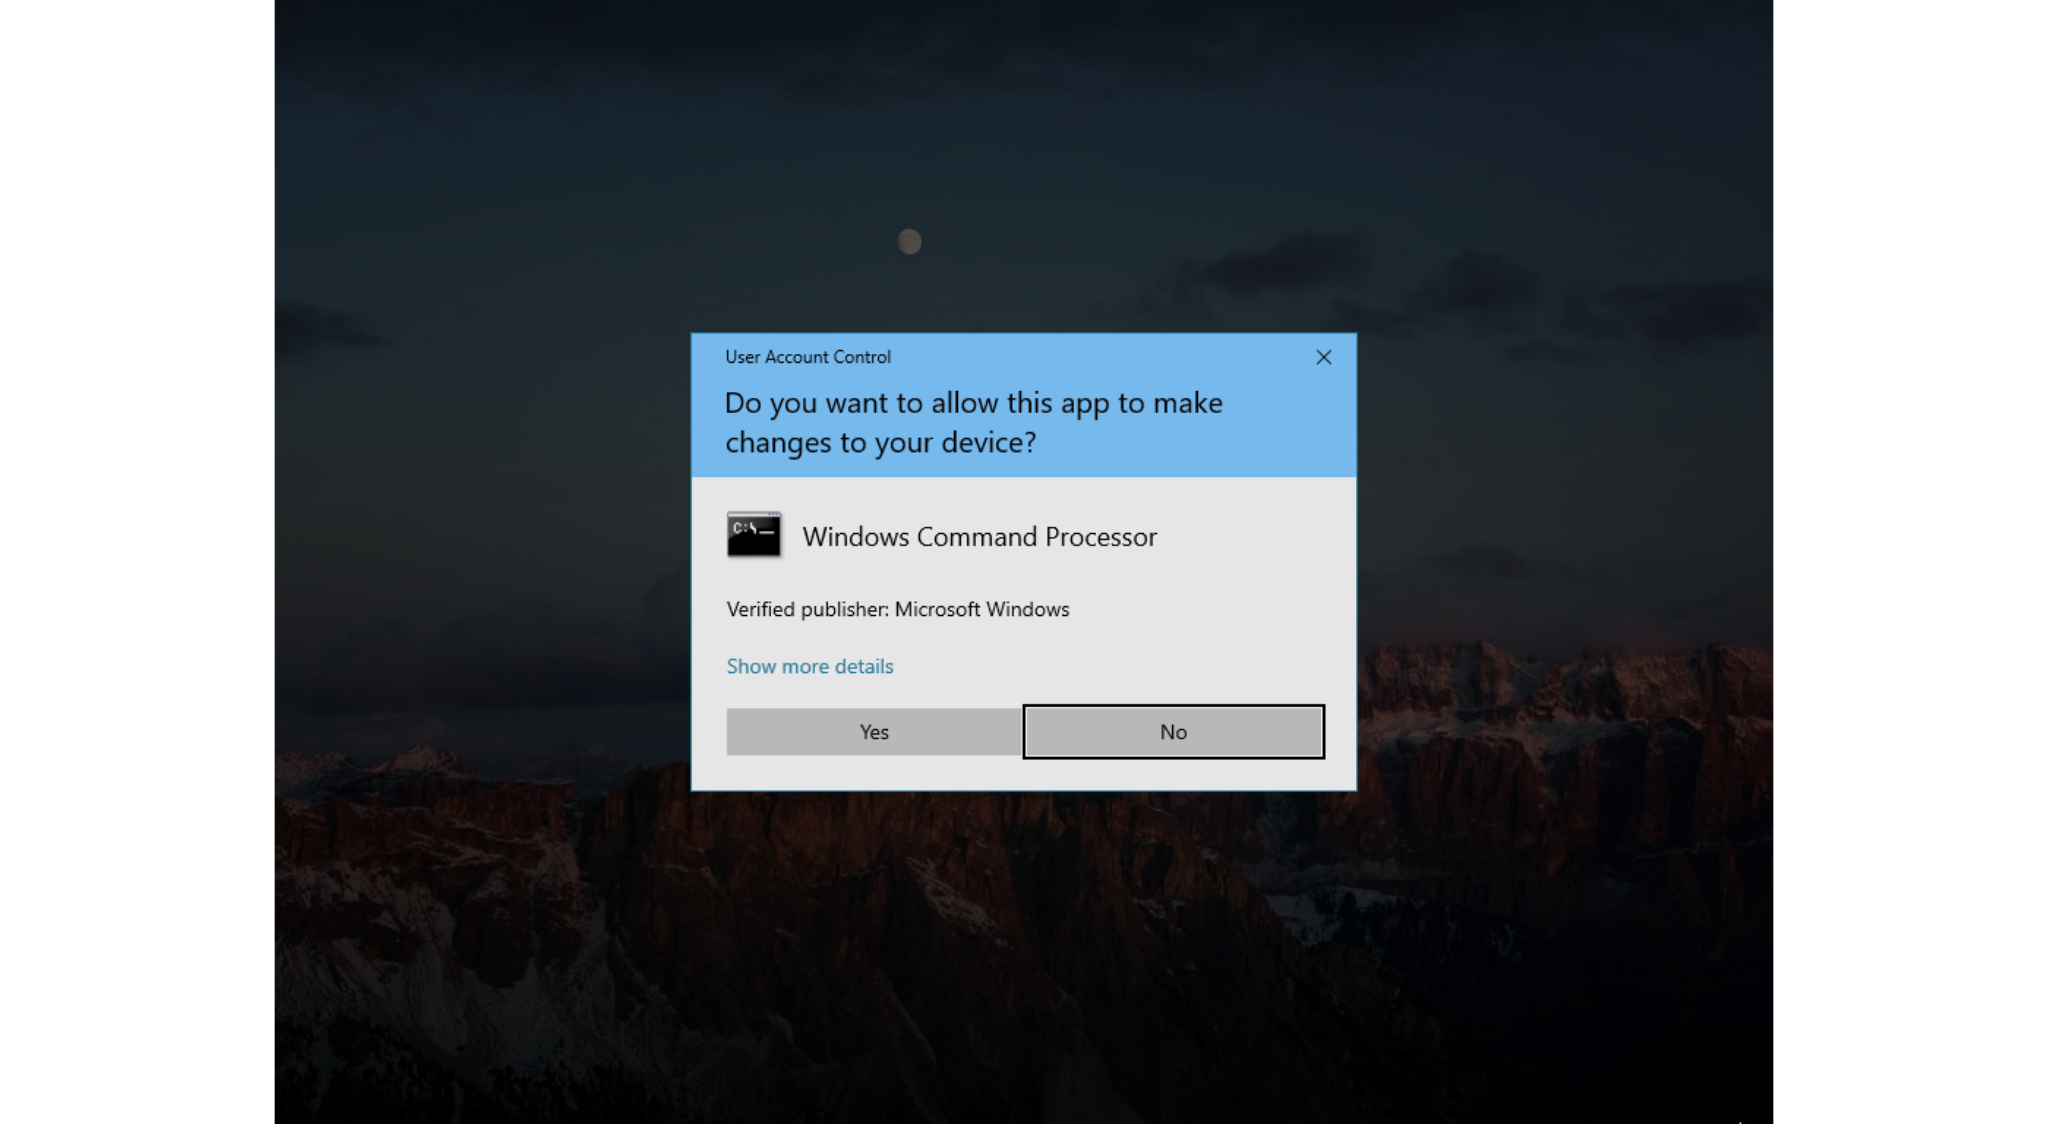 User Account Control
Do you want to allow this app to make
changes to your device?
C:\
Windows Command Processor
Verified publisher: Microsoft Windows
Show more details
Yes
No